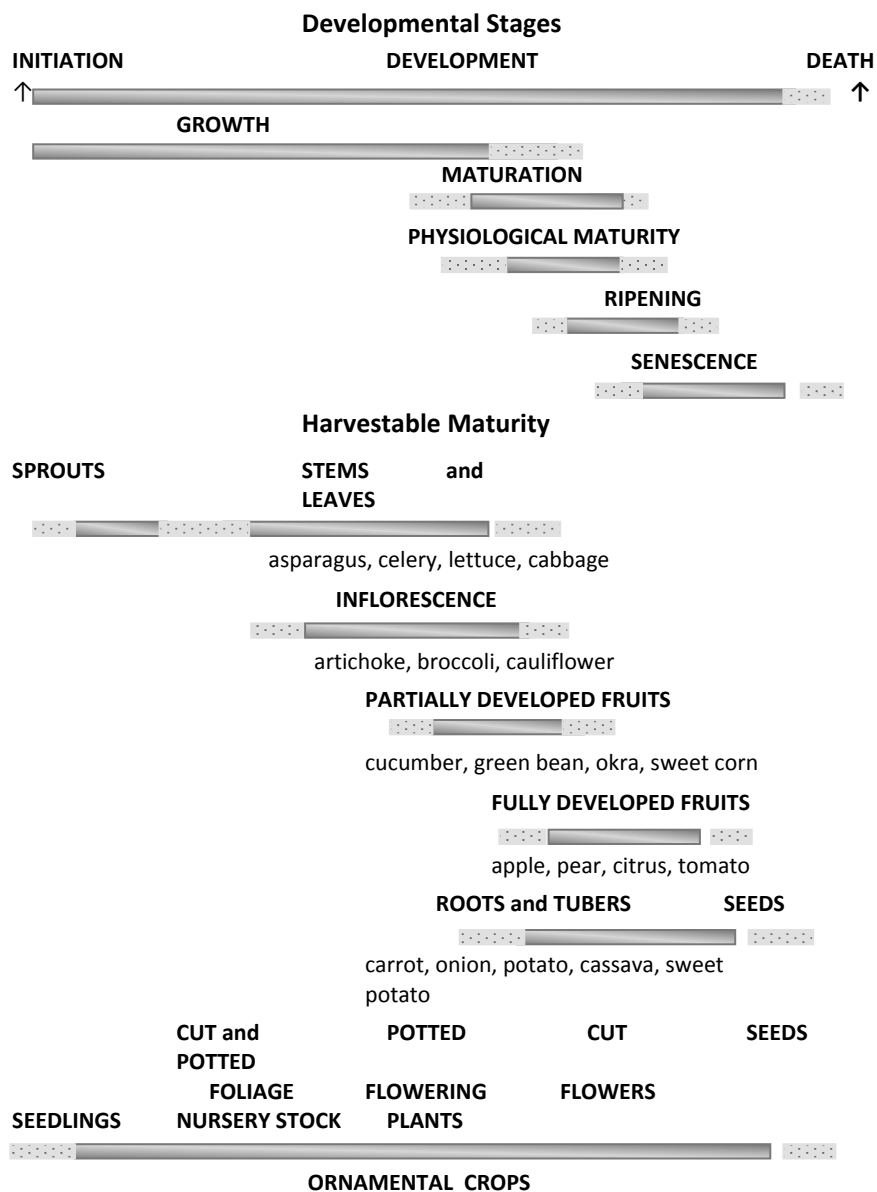 Developmental Stages
INITIATION DEVELOPMENT DEATH
GROWTH
MATURATION
PHYSIOLOGICAL MATURITY
RIPENING
SENESCENCE
Harvestable Maturity
SPROUTS STEMS and
LEAVES
asparagus, celery, lettuce, cabbage
INFLORESCENCE
artichoke, broccoli, cauliflower
PARTIALLY DEVELOPED FRUITS
cucumber, green bean, okra, sweet corn
FULLY DEVELOPED FRUITS
apple, pear, citrus, tomato
ROOTS and TUBERS SEEDS
carrot, onion, potato, cassava, sweet
potato
CUT and POTTED CUT SEEDS
POTTED
FOLIAGE FLOWERING FLOWERS
SEEDLINGS NURSERY STOCK PLANTS
ORNAMENTAL CROPS